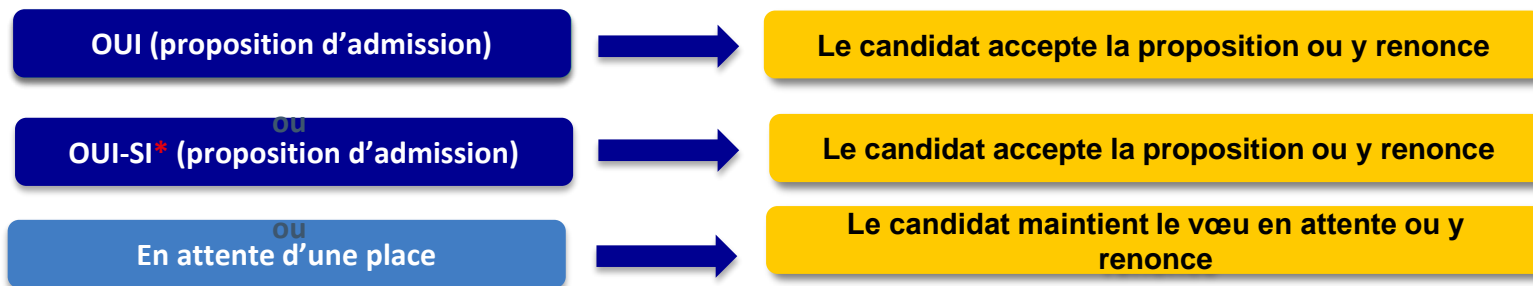 OUI (proposition d’admission)
Le candidat accepte la proposition ou y renonce
ou
OUI-SI* (proposition d’admission)
Le candidat accepte la proposition ou y renonce
ou
En attente d’une place
Le candidat maintient le vœu en attente ou y
renonce